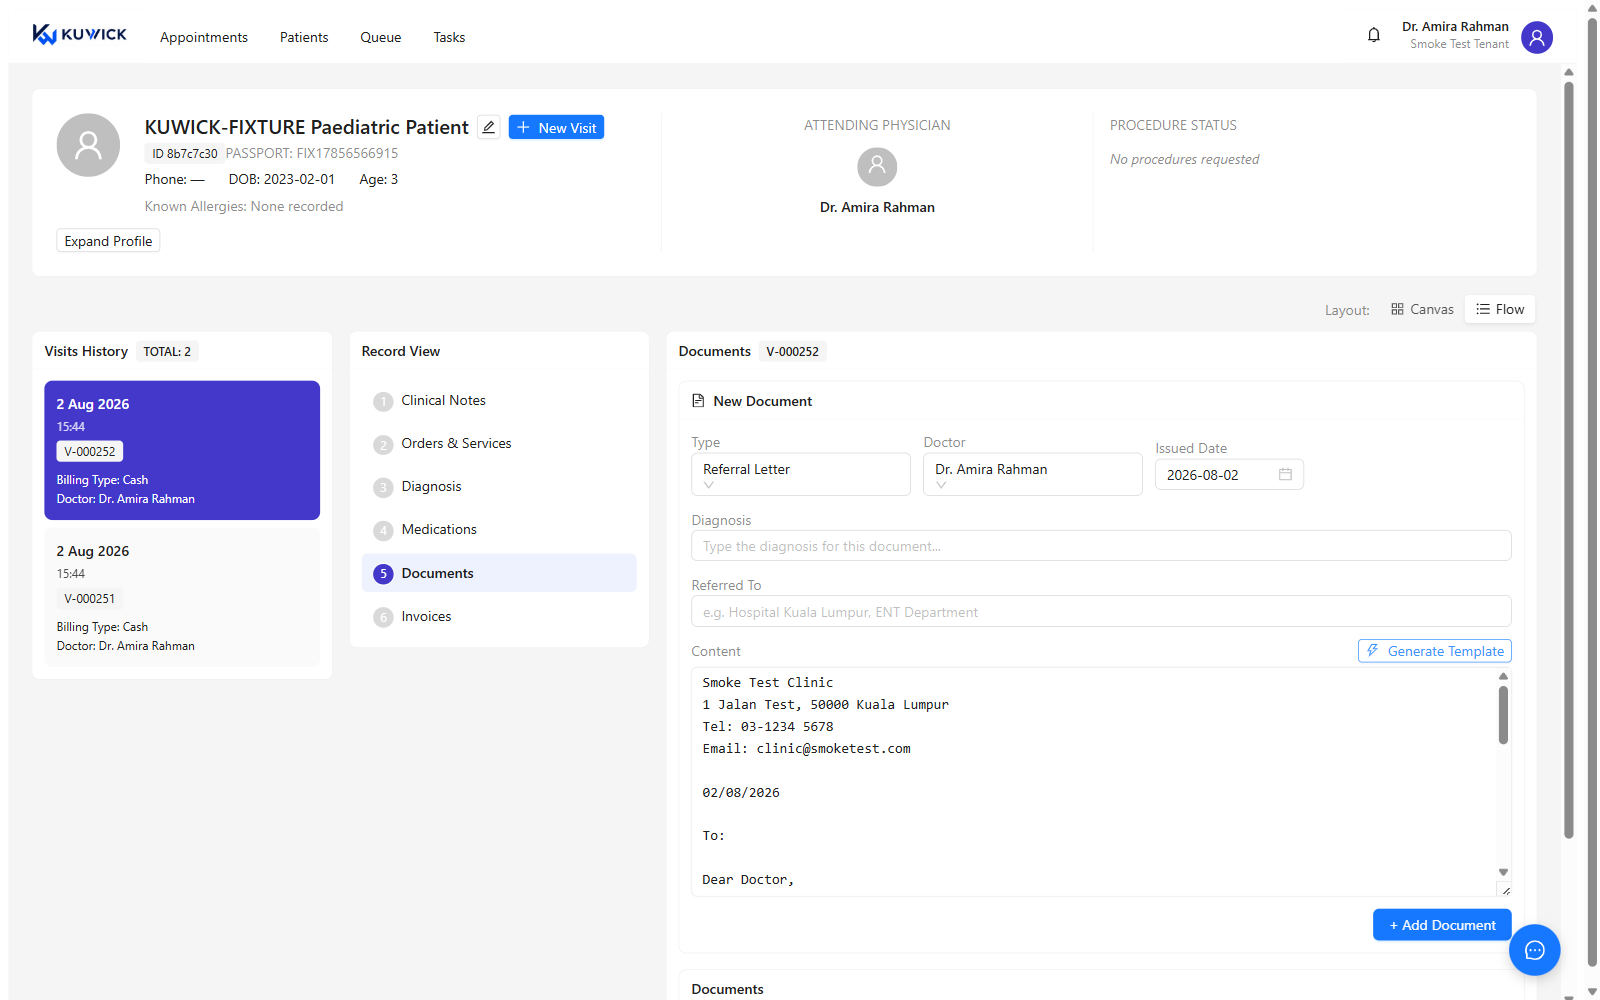 KUWICK
Appointments
Patients
Queue
Tasks
Dr. Amira Rahman
Smoke Test Tenant
KUWICK-FIXTURE Paediatric Patient
+ New Visit
ID 8b7c7c30 PASSPORT: FIX17856566915
Phone: — DOB: 2023-02-01 Age: 3
Known Allergies: None recorded
Expand Profile
ATTENDING PHYSICIAN
Dr. Amira Rahman
PROCEDURE STATUS
No procedures requested
Layout:
Canvas
Flow
Visits History TOTAL: 2
2 Aug 2026
15:44
V-000252
Billing Type: Cash
Doctor: Dr. Amira Rahman
2 Aug 2026
15:44
V-000251
Billing Type: Cash
Doctor: Dr. Amira Rahman
Record View
1 Clinical Notes
2 Orders & Services
3 Diagnosis
4 Medications
5 Documents
6 Invoices
Documents V-000252
New Document
Type
Referral Letter
Doctor
Dr. Amira Rahman
Issued Date
2026-08-02
Diagnosis
Type the diagnosis for this document...
Referred To
e.g. Hospital Kuala Lumpur, ENT Department
Content
Generate Template
Smoke Test Clinic
1 Jalan Test, 50000 Kuala Lumpur
Tel: 03-1234 5678
Email: clinic@smoketest.com
02/08/2026
To:
Dear Doctor,
+ Add Document
Documents